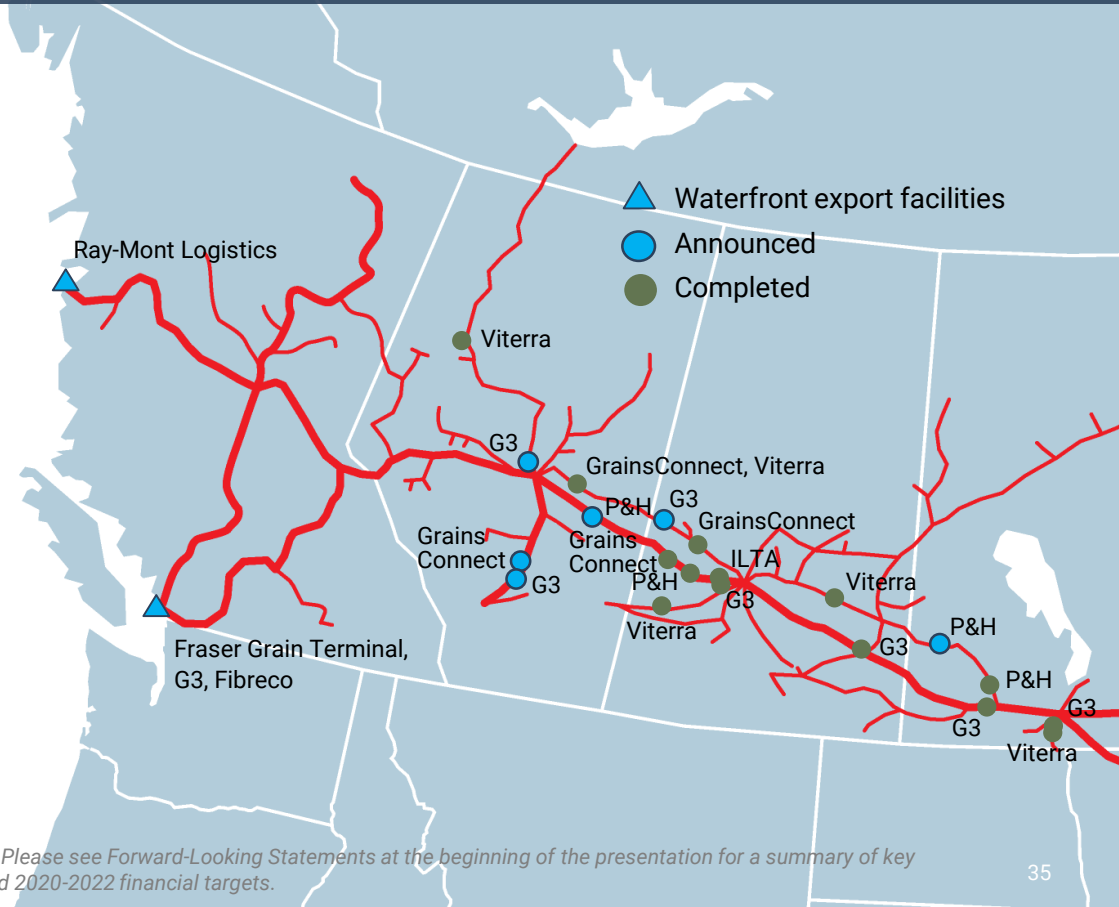 Waterfront export facilities
Announced
Completed
Ray-Mont Logistics
Viterra
G3
GrainsConnect, Viterra
P&H
G3
GrainsConnect
Grains
Connect
G3
Grains
Connect
P&H
ILTA
G3
Viterra
Viterra
G3
P&H
P&H
G3
G3
Viterra
Fraser Grain Terminal,
G3, Fibreco
Please see Forward-Looking Statements at the beginning of the presentation for a summary of key
d 2020-2022 financial targets.
35